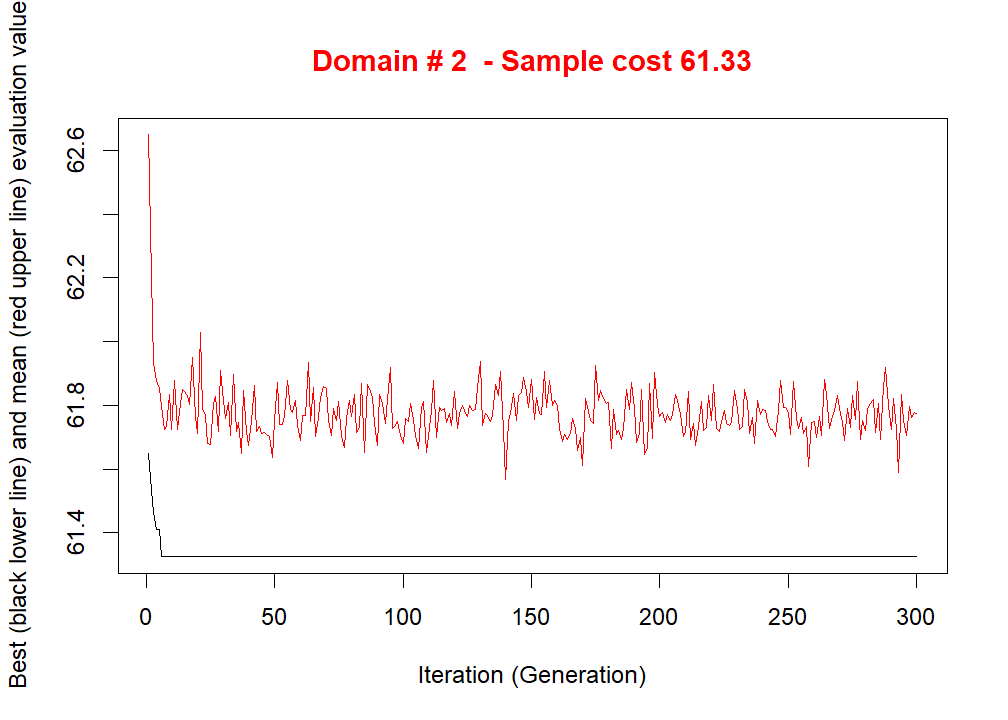 Domain # 2  - Sample cost 61.33
Best (black lower line) and mean (red upper line) evaluation value
62.6
62.2
61.8
61.4
0 50 100 150 200 250 300
Iteration (Generation)